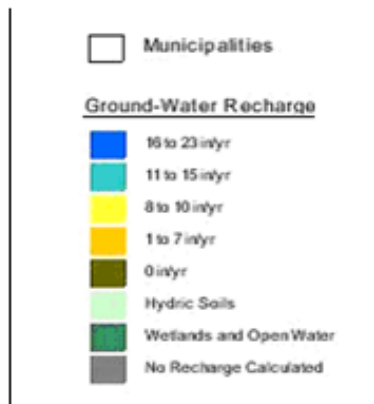 Municipalities
Ground-Water Recharge
16 to 23 in/yr
11 to 15 in/yr
8 to 10 in/yr
1 to 7 in/yr
0 in/yr
Hydric Soils
Wetlands and Open Water
No Recharge Calculated